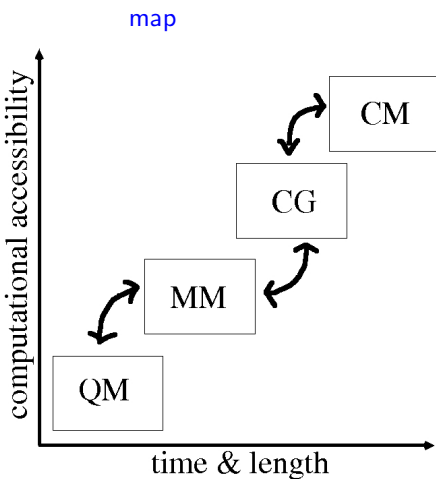 map
computational accessibility
CM
CG
MM
QM
time & length